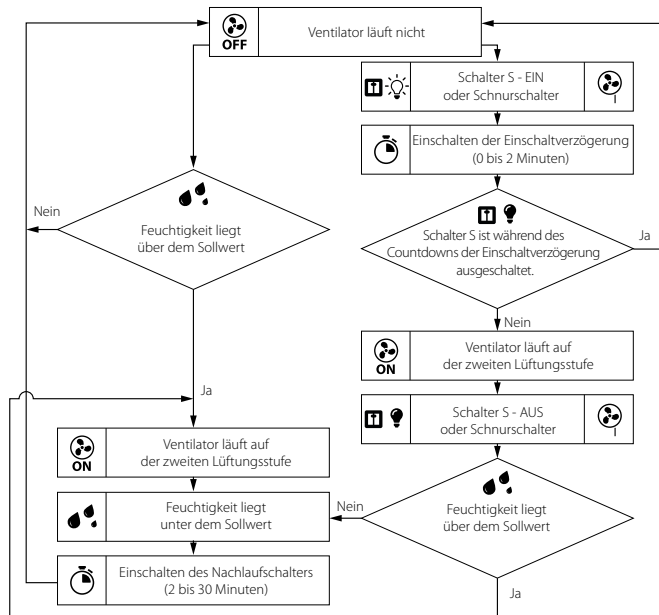 OFF
Ventilator läuft nicht
Schalter S - EIN
oder Schnurschalter
Einschalten der Einschaltverzögerung
(0 bis 2 Minuten)
Nein
Feuchtigkeit liegt
über dem Sollwert
Schalter S ist während des
Countdowns der Einschaltverzögerung
ausgeschaltet.
Ja
Nein
ON
Ventilator läuft auf
der zweiten Lüftungsstufe
Ja
Schalter S - AUS
oder Schnurschalter
ON
Ventilator läuft auf
der zweiten Lüftungsstufe
Feuchtigkeit liegt
unter dem Sollwert
Nein
Feuchtigkeit liegt
über dem Sollwert
Einschalten des Nachlaufschalters
(2 bis 30 Minuten)
Ja